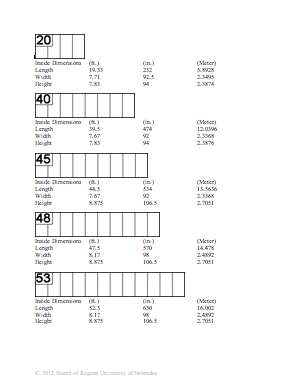 20
Inside Dimensions (ft.) (in.) (Meter)
Length 19.33 232 5.8928
Width 7.71 92.5 2.3495
Height 7.83 94 2.3874
40
Inside Dimensions (ft.) (in.) (Meter)
Length 39.5 474 12.0396
Width 7.67 92 2.3368
Height 7.83 94 2.3876
45
Inside Dimensions (ft.) (in.) (Meter)
Length 44.5 534 13.5636
Width 7.67 92 2.3368
Height 8.875 106.5 2.7051
48
Inside Dimensions (ft.) (in.) (Meter)
Length 47.5 570 14.478
Width 8.17 98 2.4892
Height 8.875 106.5 2.7051
53
Inside Dimensions (ft.) (in.) (Meter)
Length 52.5 630 16.002
Width 8.17 98 2.4892
Height 8.875 106.5 2.7051
© 2012 Board of Regents University of Nebraska